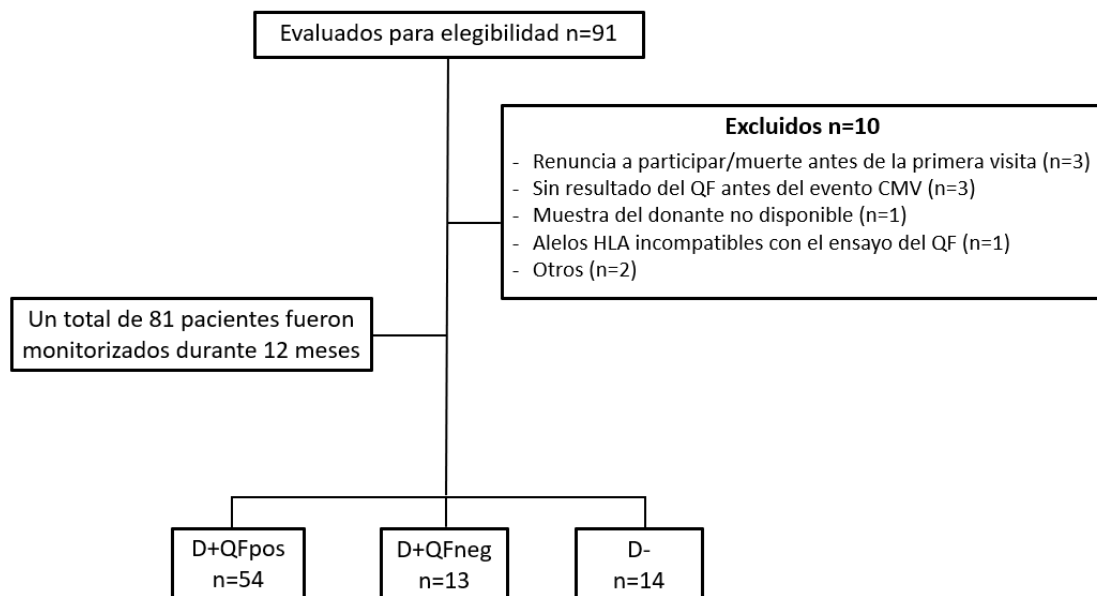 Evaluados para elegibilidad n=91
Excluidos n=10
- Renuncia a participar/muerte antes de la primera visita (n=3)
- Sin resultado del QF antes del evento CMV (n=3)
- Muestra del donante no disponible (n=1)
- Alelos HLA incompatibles con el ensayo del QF (n=1)
- Otros (n=2)
Un total de 81 pacientes fueron
monitorizados durante 12 meses
D+QFpos
n=54
D+QFneg
n=13
D-
n=14